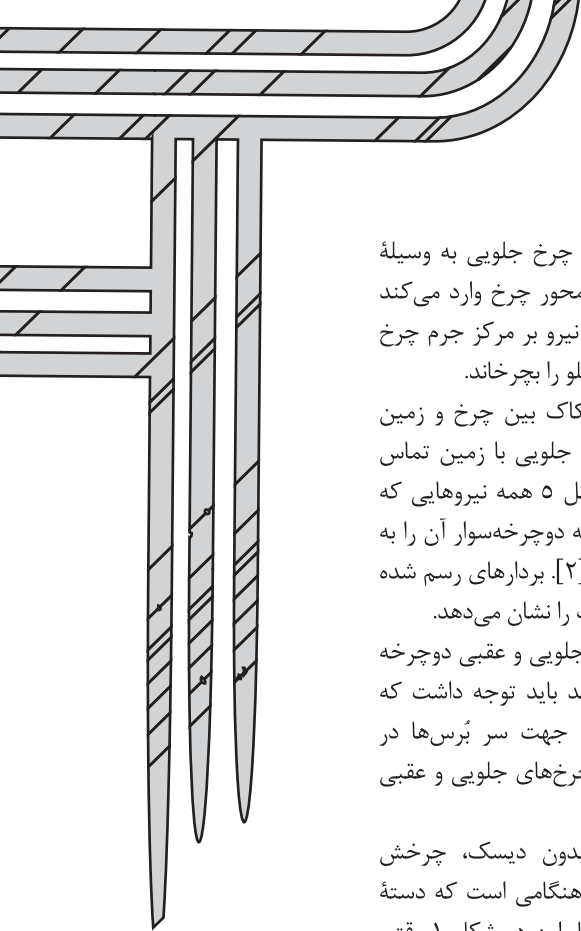 چرخ جلویی به وسیلهٔ
محور چرخ وارد می‌کند
نیرو بر مرکز جرم چرخ
را بچرخاند.
بین چرخ و زمین
جلویی با زمین تماس
۵ همه نیروهایی که
دوچرخه‌سوار آن را به
[۲]. بردارهای رسم شده
را نشان می‌دهد.
جلویی و عقبی دوچرخه
باید توجه داشت که
جهت سر بُرس‌ها در
چرخ‌های جلویی و عقبی
بدون دیسک، چرخش
هنگامی است که دستهٔ